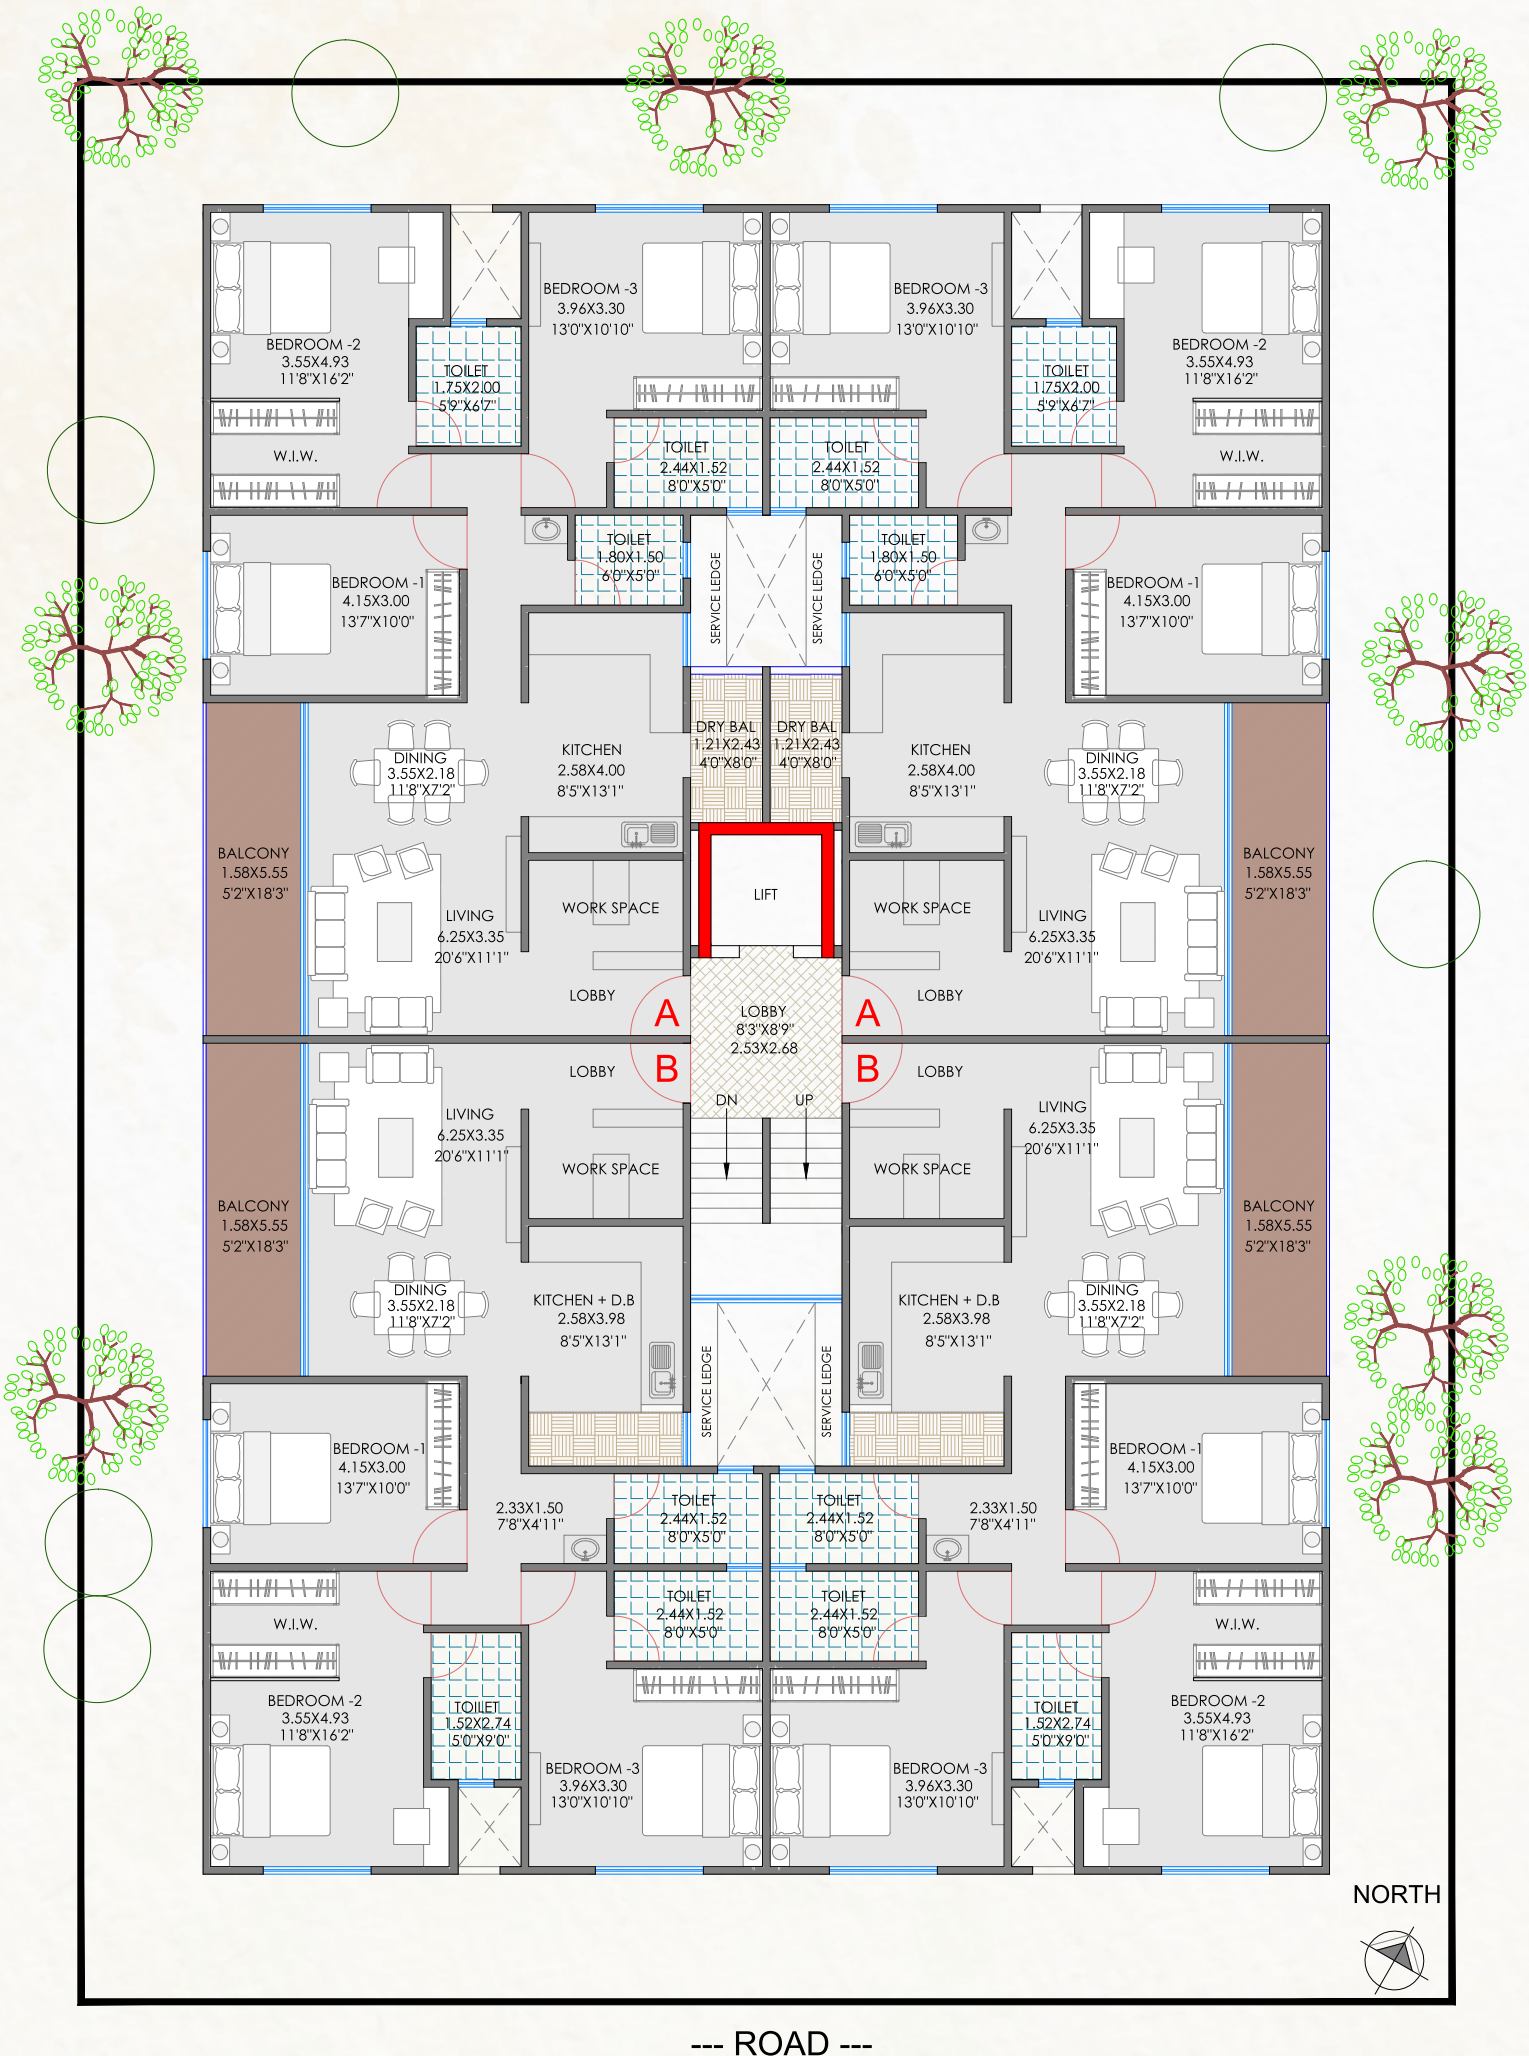 BEDROOM -2
3.55X4.93
11'8"X16'2"
TOILET
1.75X2.00
5'9"X6'7"
W.I.W.
BEDROOM -3
3.96X3.30
13'0"X10'10"
TOILET
2.44X1.52
8'0"X5'0"
BEDROOM -3
3.96X3.30
13'0"X10'10"
TOILET
2.44X1.52
8'0"X5'0"
TOILET
1.75X2.00
5'9"X6'7"
BEDROOM -2
3.55X4.93
11'8"X16'2"
W.I.W.
BEDROOM -1
4.15X3.00
13'7"X10'0"
TOILET
1.80X1.50
6'0"X5'0"
SERVICE LEDGE
SERVICE LEDGE
TOILET
1.80X1.50
6'0"X5'0"
BEDROOM -1
4.15X3.00
13'7"X10'0"
DINING
3.55X2.18
11'8"X7'2"
KITCHEN
2.58X4.00
8'5"X13'1"
DRY BAL
1.21X2.43
4'0"X8'0"
DRY BAL
1.21X2.43
4'0"X8'0"
KITCHEN
2.58X4.00
8'5"X13'1"
DINING
3.55X2.18
11'8"X7'2"
BALCONY
1.58X5.55
5'2"X18'3"
LIVING
6.25X3.35
20'6"X11'1"
WORK SPACE
LOBBY
LIFT
WORK SPACE
LOBBY
LIVING
6.25X3.35
20'6"X11'1"
BALCONY
1.58X5.55
5'2"X18'3"
A
A
LOBBY
8'3"X8'9"
2.53X2.68
B
B
DN
UP
LOBBY
LOBBY
LIVING
6.25X3.35
20'6"X11'1"
WORK SPACE
WORK SPACE
LIVING
6.25X3.35
20'6"X11'1"
BALCONY
1.58X5.55
5'2"X18'3"
BALCONY
1.58X5.55
5'2"X18'3"
DINING
3.55X2.18
11'8"X7'2"
KITCHEN + D.B
2.58X3.98
8'5"X13'1"
SERVICE LEDGE
SERVICE LEDGE
KITCHEN + D.B
2.58X3.98
8'5"X13'1"
DINING
3.55X2.18
11'8"X7'2"
BEDROOM -1
4.15X3.00
13'7"X10'0"
2.33X1.50
7'8"X4'11"
TOILET
2.44X1.52
8'0"X5'0"
TOILET
2.44X1.52
8'0"X5'0"
2.33X1.50
7'8"X4'11"
BEDROOM -1
4.15X3.00
13'7"X10'0"
W.I.W.
TOILET
2.44X1.52
8'0"X5'0"
TOILET
2.44X1.52
8'0"X5'0"
W.I.W.
BEDROOM -2
3.55X4.93
11'8"X16'2"
TOILET
1.52X2.74
5'0"X9'0"
BEDROOM -3
3.96X3.30
13'0"X10'10"
BEDROOM -3
3.96X3.30
13'0"X10'10"
TOILET
1.52X2.74
5'0"X9'0"
BEDROOM -2
3.55X4.93
11'8"X16'2"
NORTH
--- ROAD ---